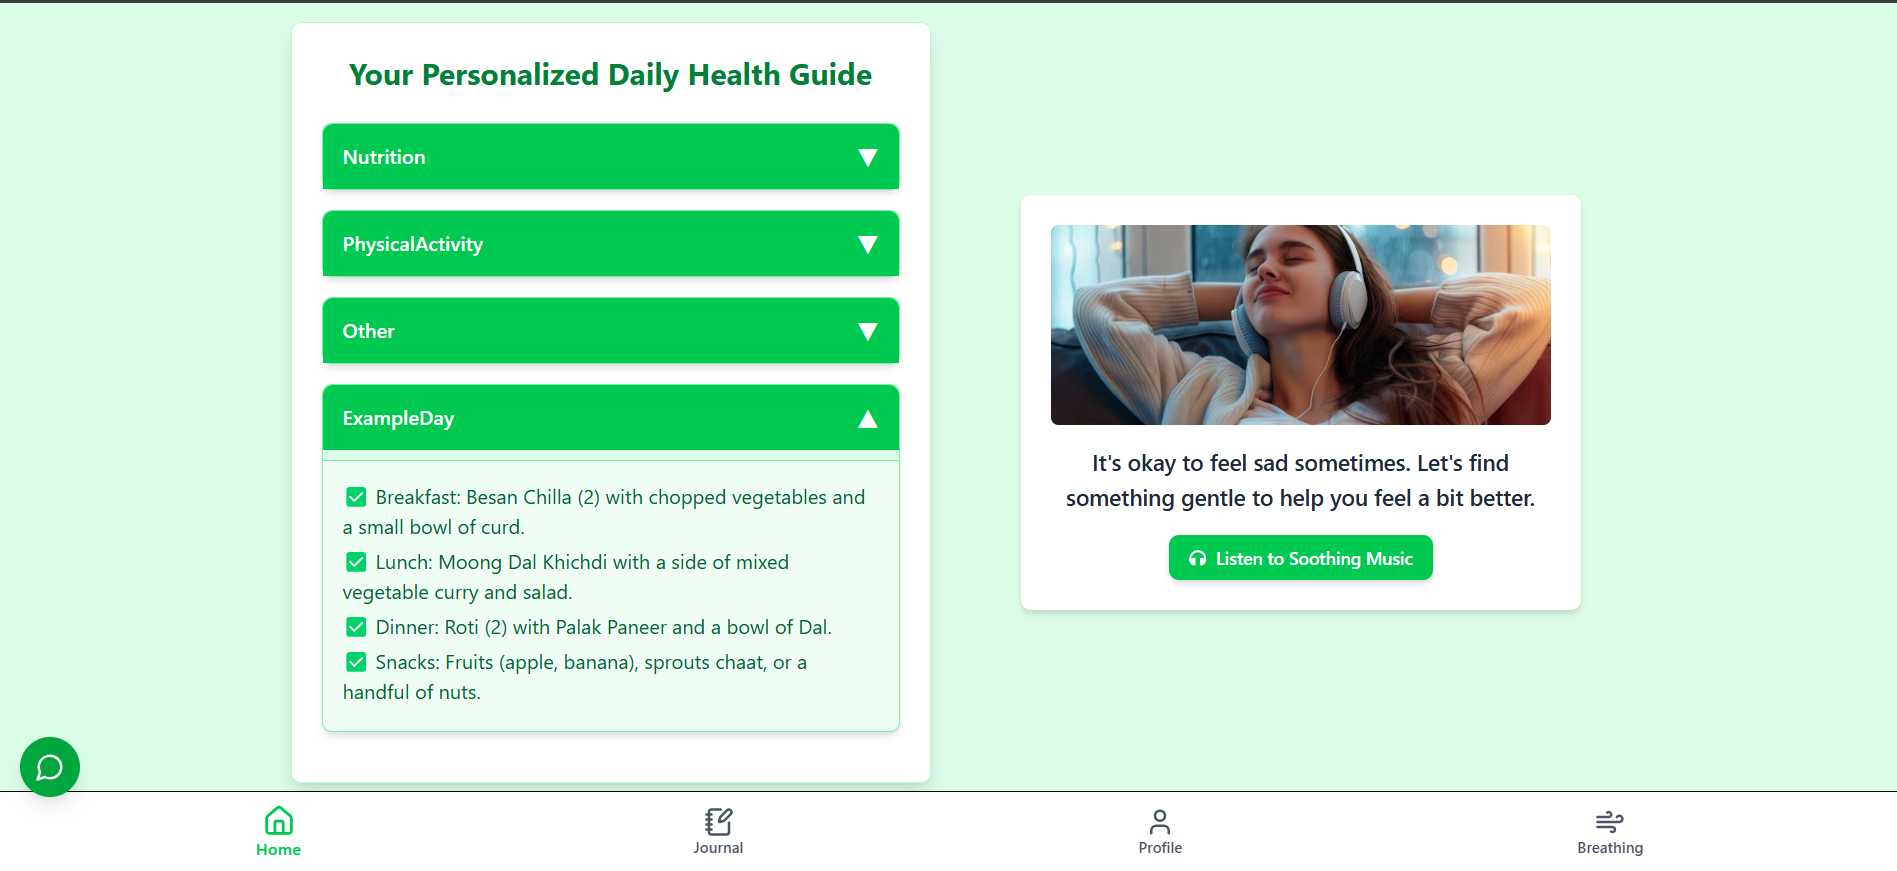 Your Personalized Daily Health Guide
Nutrition
PhysicalActivity
Other
ExampleDay
Breakfast: Besan Chilla (2) with chopped vegetables and
a small bowl of curd.
Lunch: Moong Dal Khichdi with a side of mixed
vegetable curry and salad.
Dinner: Roti (2) with Palak Paneer and a bowl of Dal.
Snacks: Fruits (apple, banana), sprouts chaat, or a
handful of nuts.
It's okay to feel sad sometimes. Let's find
something gentle to help you feel a bit better.
Listen to Soothing Music
Home
Journal
Profile
Breathing